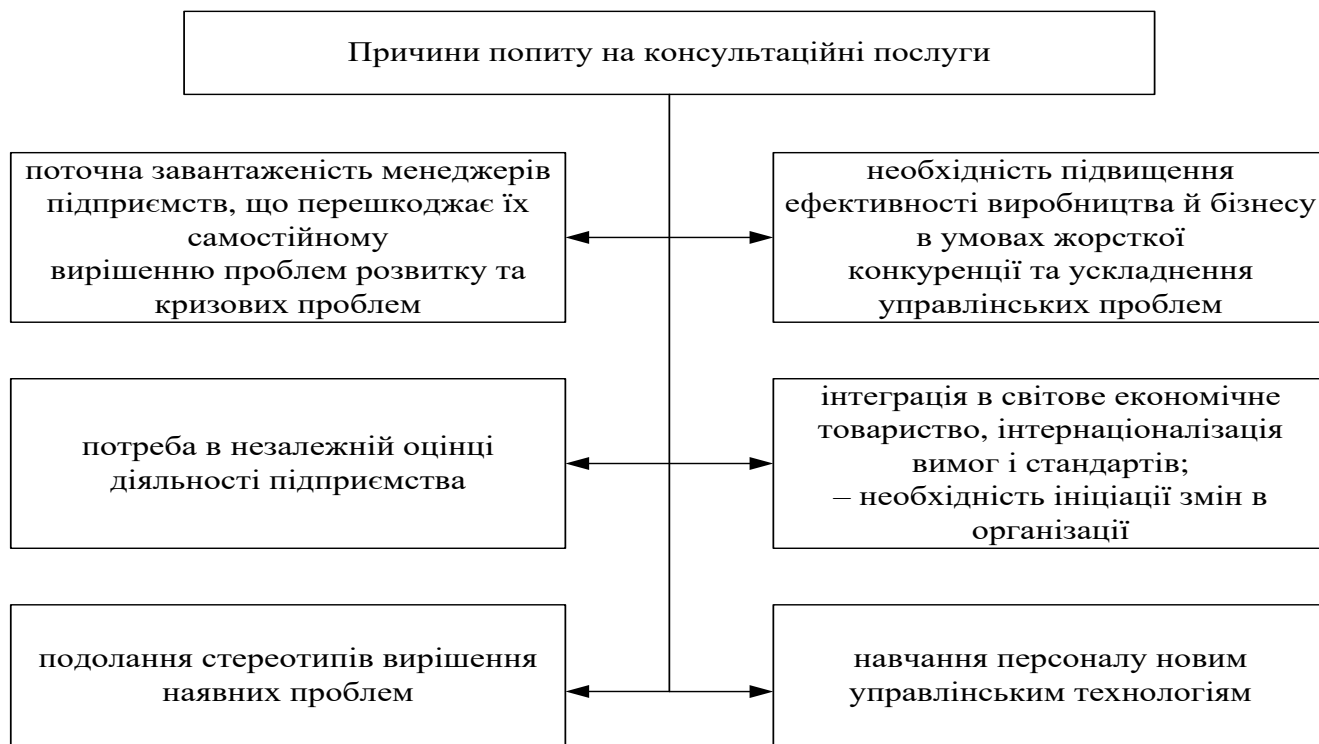 Причини попиту на консультаційні послуги
поточна завантаженість менеджерів
підприємств, що перешкоджає їх
самостійному
вирішенню проблем розвитку та
кризових проблем
необхідність підвищення
ефективності виробництва й бізнесу
в умовах жорсткої
конкуренції та ускладнення
управлінських проблем
потреба в незалежній оцінці
діяльності підприємства
інтеграція в світове економічне
товариство, інтернаціоналізація
вимог і стандартів;
– необхідність ініціації змін в
організації
подолання стереотипів вирішення
наявних проблем
навчання персоналу новим
управлінським технологіям